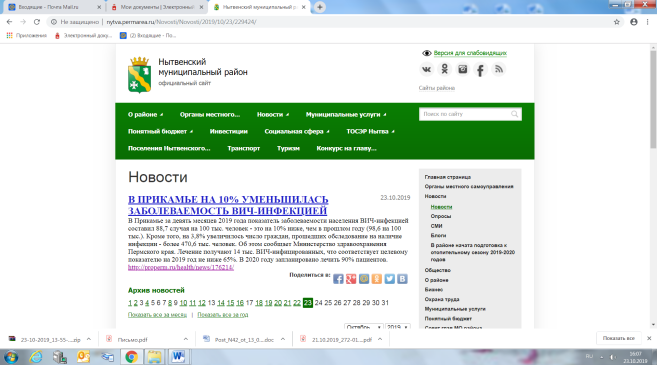 Входящие - Почта Mail.ru
Мои документы | Электронный
Нытвенский муниципальный р
Не защищено | nytva.permarea.ru/Novosti/Novosti/2019/10/23/229424/
Приложения
Электронный доку...
(2) Входящие - По...
Нытвенский
муниципальный район
официальный сайт
Версия для слабовидящих
Сайты района
О районе
Органы местного...
Новости
Муниципальные услуги
Поиск по сайту
Понятный бюджет
Инвестиции
Социальная сфера
ТОСЭР Нытва
Поселения Нытвенского...
Транспорт
Туризм
Конкурс на главу...
Новости
В ПРИКАМЬЕ НА 10% УМЕНЬШИЛАСЬ
ЗАБОЛЕВАЕМОСТЬ ВИЧ-ИНФЕКЦИЕЙ
23.10.2019
В Прикамье за девять месяцев 2019 года показатель заболеваемости населения ВИЧ-инфекцией
составил 88,7 случая на 100 тыс. человек - это на 10% ниже, чем в прошлом году (98,6 на 100
тыс.). Кроме того, на 3,8% увеличилось число граждан, прошедших обследование на наличие
инфекции - более 470,6 тыс. человек. Об этом сообщает Министерство здравоохранения
Пермского края. Лечение получают 14 тыс. ВИЧ-инфицированных, что соответствует целевому
показателю на 2019 год не ниже 65%. В 2020 году запланировано лечить 90% пациентов.
http://properm.ru/health/news/176214/
Поделиться в:
Архив новостей
1 2 3 4 5 6 7 8 9 10 11 12 13 14 15 16 17 18 19 20 21 22 23 24 25 26 27 28 29 30 31
Показать все за месяц | Показать все за год
Октябрь 2019
Главная страница
Органы местного самоуправления
Новости
Новости
Опросы
СМИ
Блоги
В районе начата подготовка к
отопительному сезону 2019-2020
годов
Общество
О районе
Бизнес
Охрана труда
Муниципальные услуги
Понятный бюджет
Совет глав МО района
23-10-2019_13-55-....zip
Письмо.pdf
Post_N42_ot_13_0....doc
21.10.2019_272-01....pdf
Показать все
RU
16:07
23.10.2019